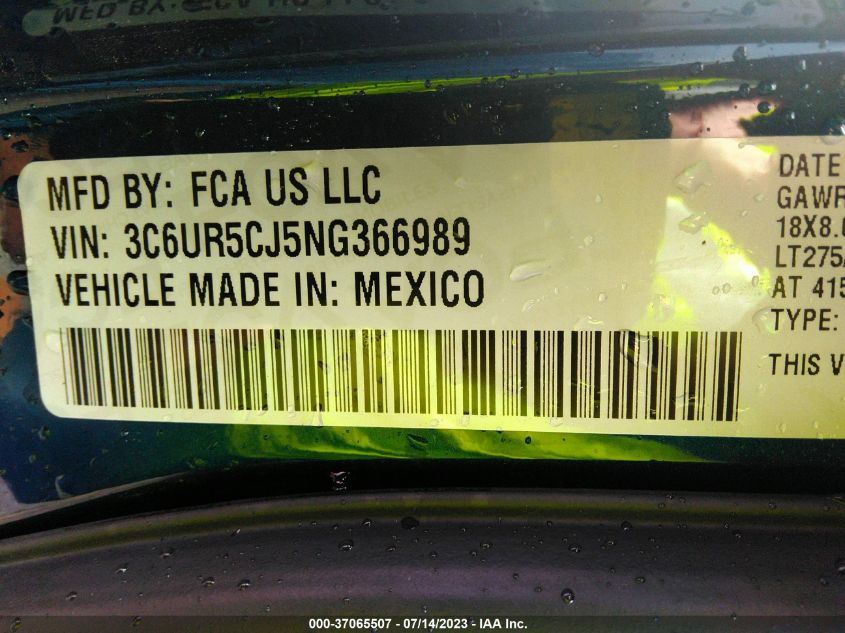 MFD BY: FCA US LLC
VIN: 3C6UR5CJ5NG366989
VEHICLE MADE IN: MEXICO
DATE
GAWR
18X8.
LT275
AT 415
TYPE:
THIS V
000-37065507 - 07/14/2023 - IAA Inc.